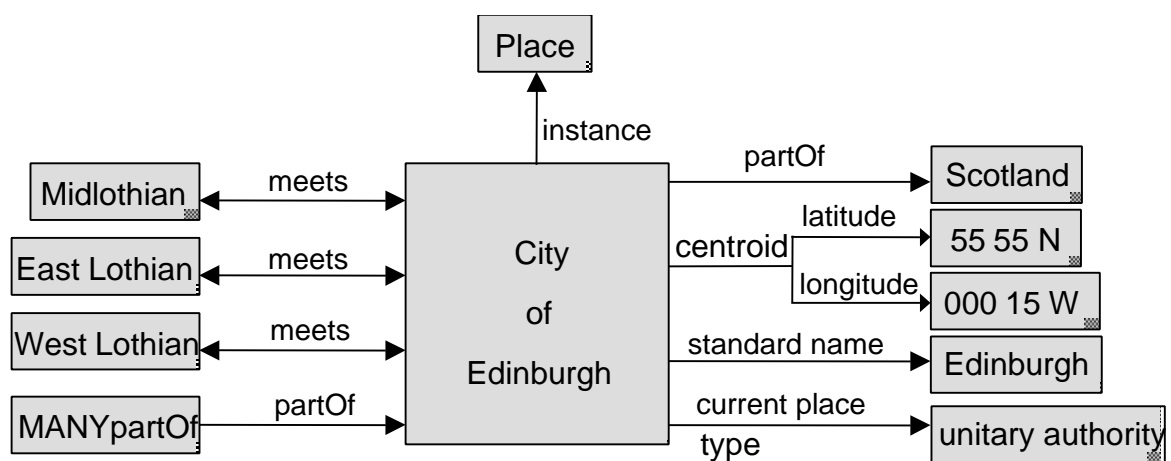 Place
instance
partOf
Midlothian
meets
Scotland
latitude
East Lothian
meets
City
of
Edinburgh
centroid
55 55 N
longitude
000 15 W
West Lothian
meets
standard name
Edinburgh
MANYpartOf
partOf
current place
type
unitary authority